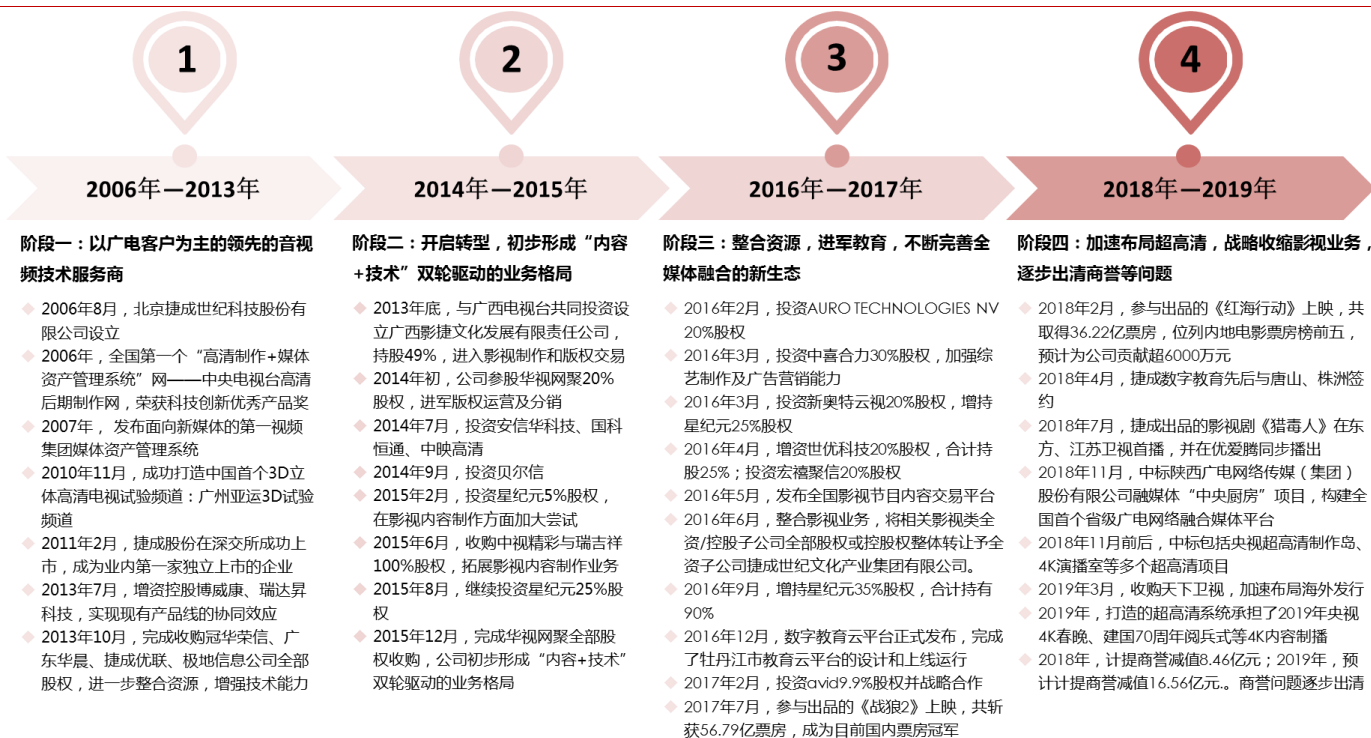 1
2006年—2013年
阶段一：以广电客户为主的领先的音视
频技术服务商
2006年8月，北京捷成世纪科技股份有
限公司设立
2006年，全国第一个“高清制作+媒体
资产管理系统”网——中央电视台高清
后期制作网，荣获科技创新优秀产品奖
2007年， 发布面向新媒体的第一视频
集团媒体资产管理系统
2010年11月，成功打造中国首个3D立
体高清电视试验频道：广州亚运3D试验
频道
2011年2月，捷成股份在深交所成功上
市，成为业内第一家独立上市的企业
2013年7月，增资控股博威康、瑞达昇
科技，实现现有产品线的协同效应
2013年10月，完成收购冠华荣信、广
东华晨、捷成优联、极地信息公司全部
股权，进一步整合资源，增强技术能力
2
2014年—2015年
阶段二：开启转型，初步形成“内容
+技术”双轮驱动的业务格局
2013年底，与广西电视台共同投资设
立广西影捷文化发展有限责任公司，
持股49%，进入影视制作和版权交易
2014年初，公司参股华视网聚20%
股权，进军版权运营及分销
2014年7月，投资安信华科技、国科
恒通、中映高清
2014年9月，投资贝尔信
2015年2月，投资星纪元5%股权，
在影视内容制作方面加大尝试
2015年6月，收购中视精彩与瑞吉祥
100%股权，拓展影视内容制作业务
2015年8月，继续投资星纪元25%股
权
2015年12月，完成华视网聚全部股
权收购，公司初步形成“内容+技术”
双轮驱动的业务格局
3
2016年—2017年
阶段三：整合资源，进军教育，不断完善全
媒体融合的新生态
2016年2月，投资AURO TECHNOLOGIES NV
20%股权
2016年3月，投资中喜合力30%股权，加强综
艺制作及广告营销能力
2016年3月，投资新奥特云视20%股权，增持
星纪元25%股权
2016年4月，增资世优科技20%股权，合计持
股25%；投资宏禧聚信20%股权
2016年5月，发布全国影视节目内容交易平台
2016年6月，整合影视业务，将相关影视类全
资/控股子公司全部股权或控股权整体转让予全
资子公司捷成世纪文化产业集团有限公司。
2016年9月，增持星纪元35%股权，合计持有
90%
2016年12月，数字教育云平台正式发布，完成
了牡丹江市教育云平台的设计和上线运行
2017年2月，投资avid9.9%股权并战略合作
2017年7月，参与出品的《战狼2》上映，共斩
获56.79亿票房，成为目前国内票房冠军
4
2018年—2019年
阶段四：加速布局超高清，战略收缩影视业务，
逐步出清商誉等问题
2018年2月，参与出品的《红海行动》上映，共
取得36.22亿票房，位列内地电影票房榜前五，
预计为公司贡献超6000万元
2018年4月，捷成数字教育先后与唐山、株洲签
约
2018年7月，捷成出品的影视剧《猎毒人》在东
方、江苏卫视首播，并在优爱腾同步播出
2018年11月，中标陕西广电网络传媒（集团）
股份有限公司融媒体“中央厨房”项目，构建全
国首个省级广电网络融合媒体平台
2018年11月前后，中标包括央视超高清制作岛、
4K演播室等多个超高清项目
2019年3月，收购天下卫视，加速布局海外发行
2019年，打造的超高清系统承担了2019年央视
4K春晚、建国70周年阅兵式等4K内容制播
2018年，计提商誉减值8.46亿元；2019年，预
计计提商誉减值16.56亿元.。商誉问题逐步出清